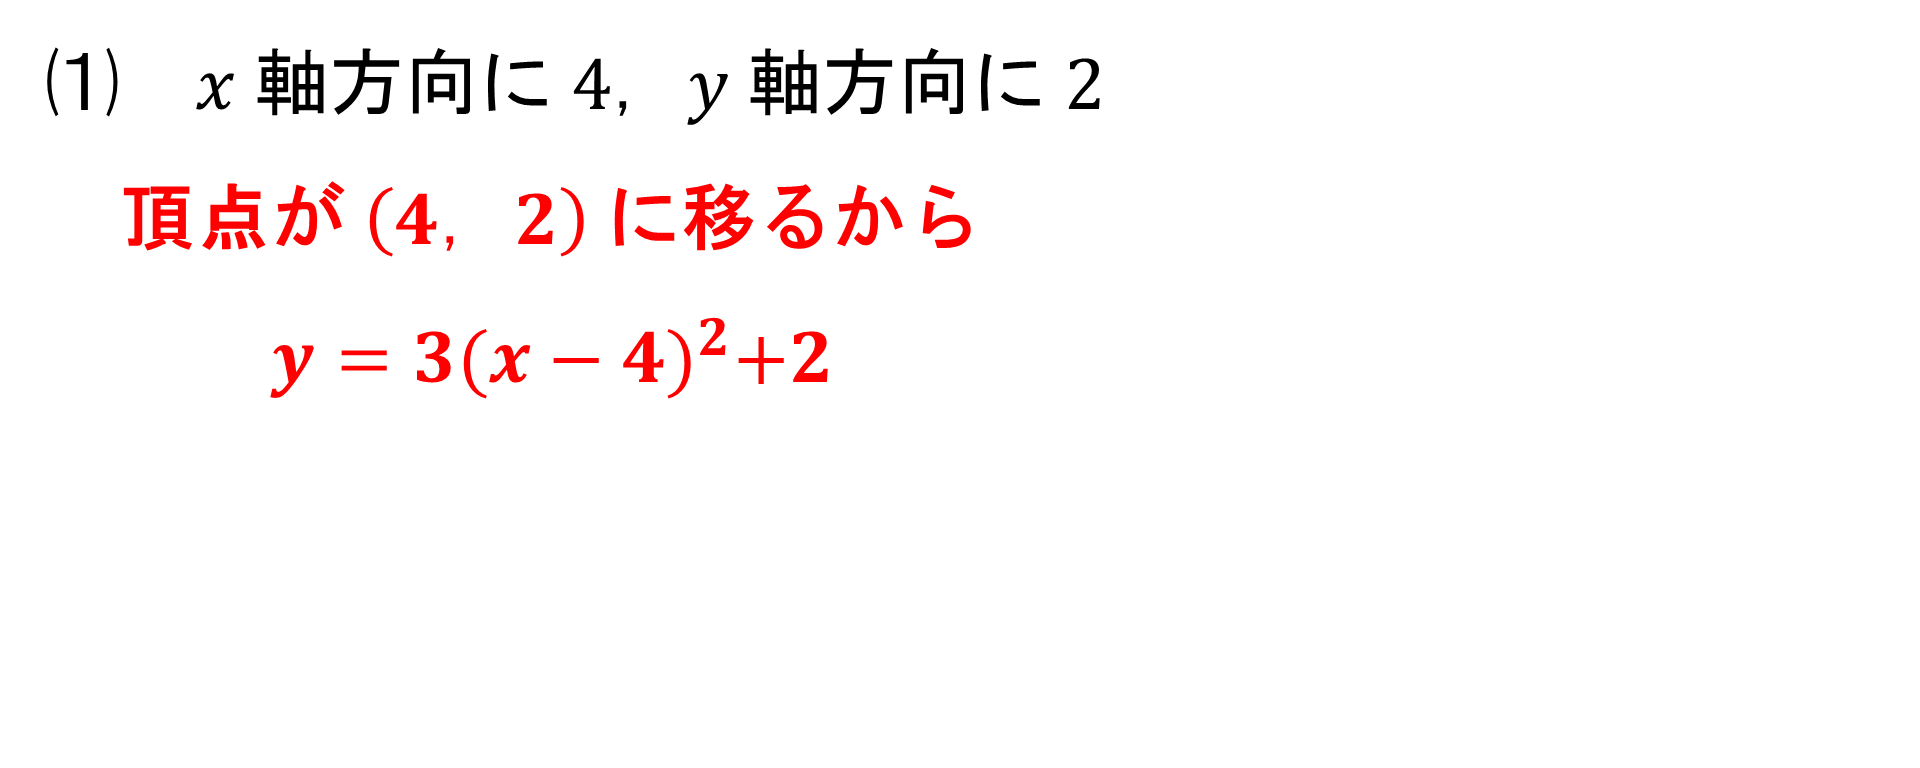 (1)　x 軸方向に 4,　y 軸方向に 2
頂点が (4,　2) に移るから
y = 3(x − 4)²+2